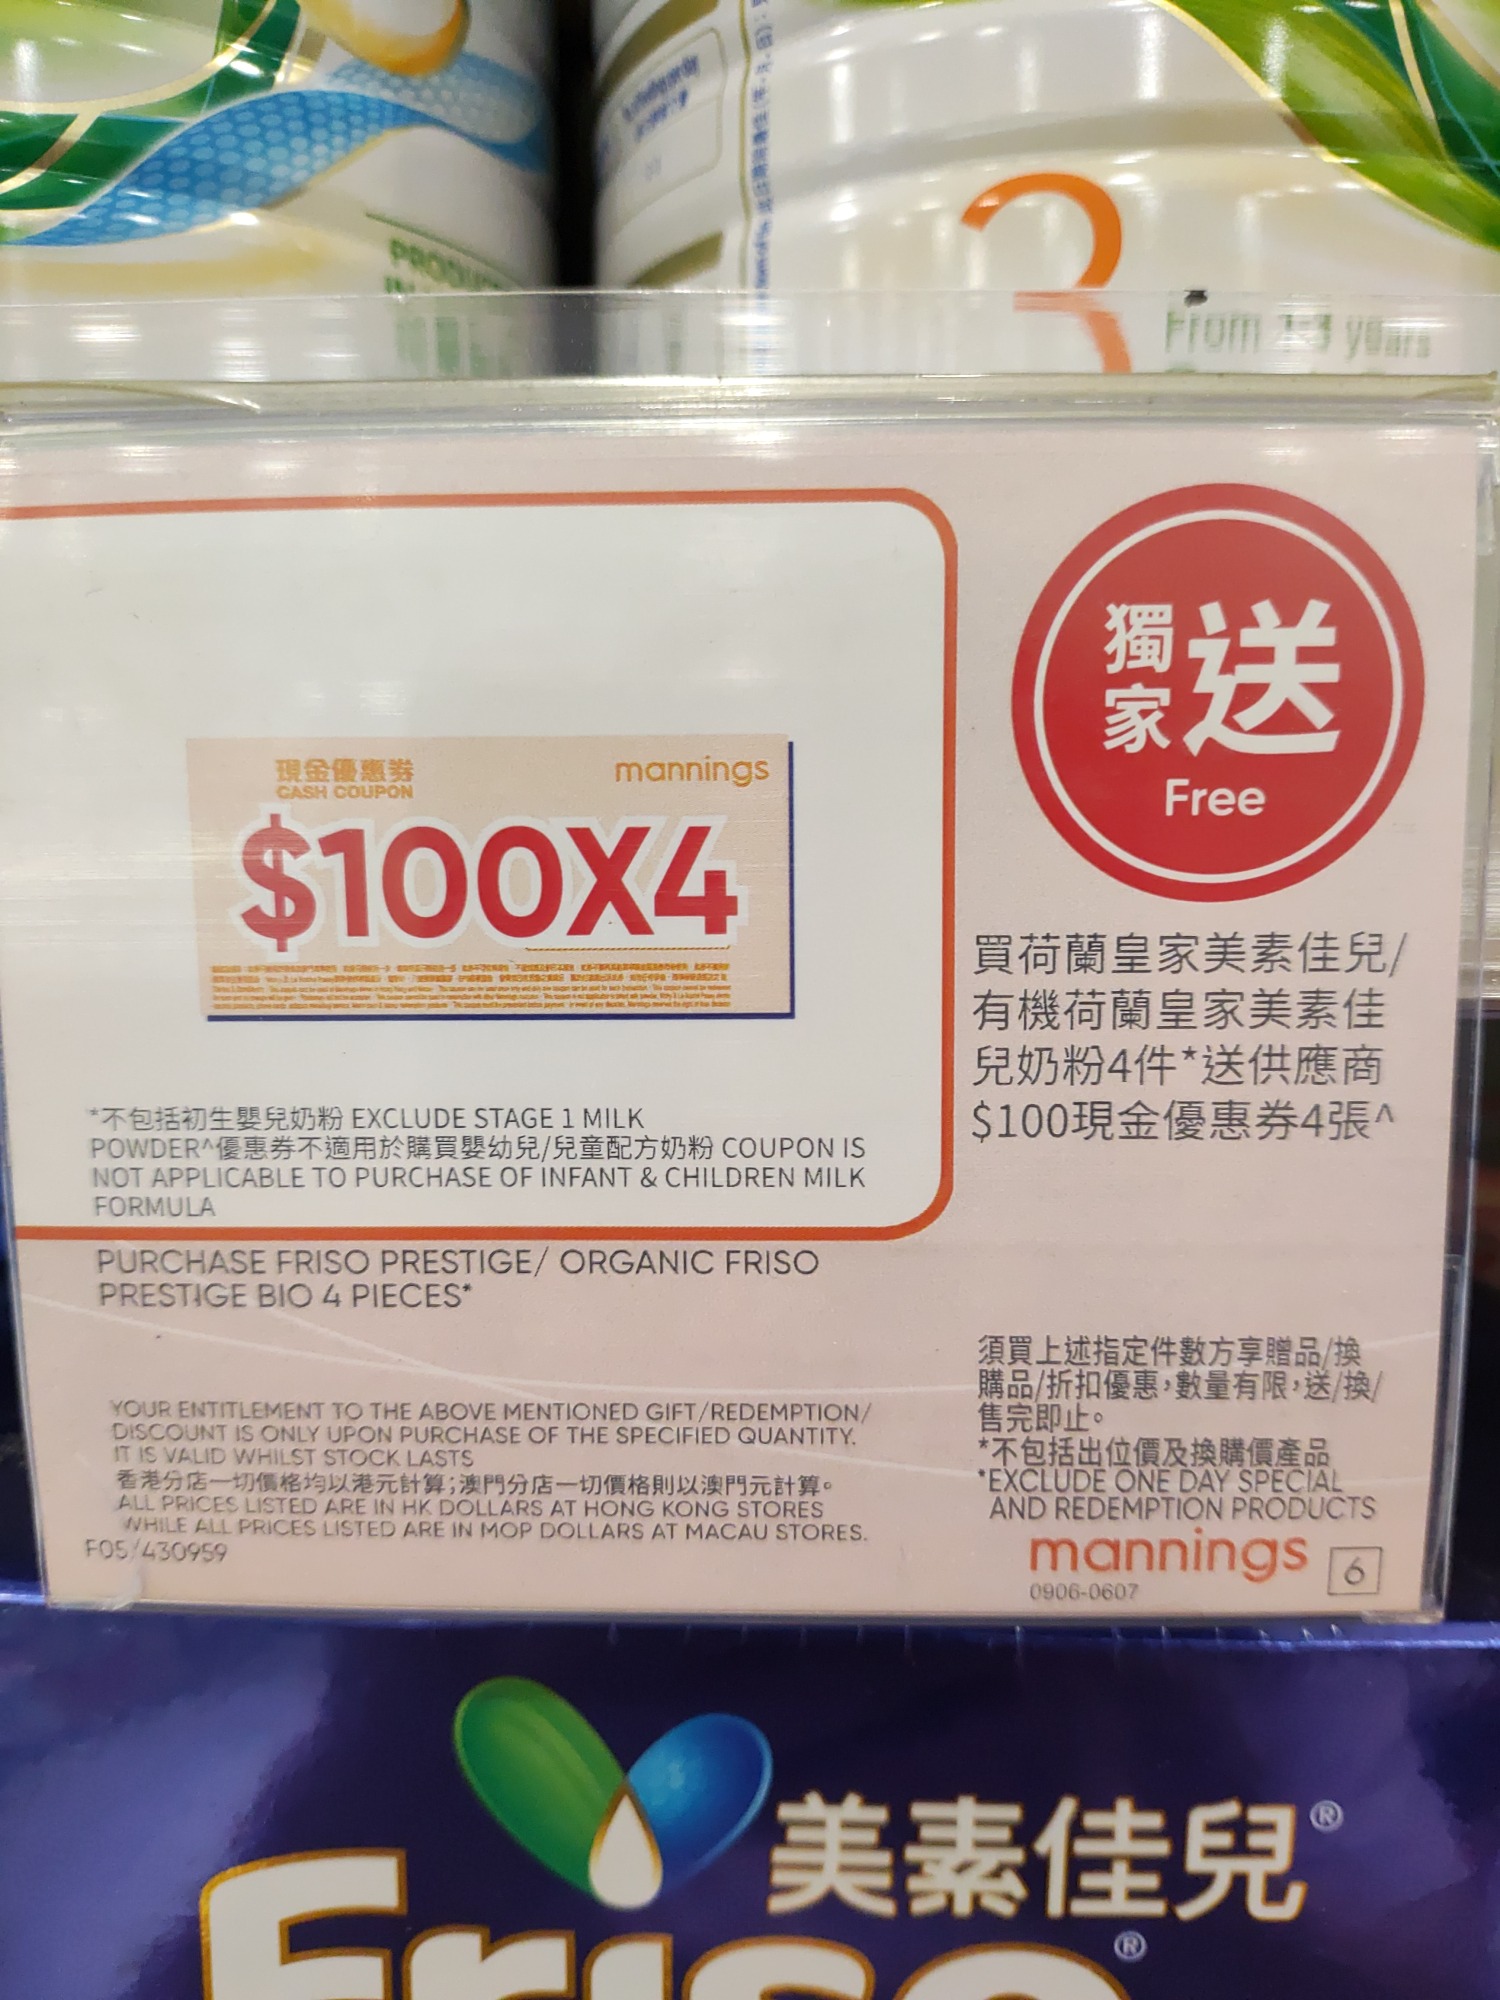 PRODUC
3
From 1-3 years
獨家
送
Free
現金優惠券
CASH COUPON
mannings
$100X4
買荷蘭皇家美素佳兒/
有機荷蘭皇家美素佳
兒奶粉4件*送供應商
$100現金優惠券4張^
*不包括初生嬰兒奶粉 EXCLUDE STAGE 1 MILK
POWDER^優惠券不適用於購買嬰幼兒/兒童配方奶粉 COUPON IS
NOT APPLICABLE TO PURCHASE OF INFANT & CHILDREN MILK
FORMULA
PURCHASE FRISO PRESTIGE/ ORGANIC FRISO
PRESTIGE BIO 4 PIECES*
YOUR ENTITLEMENT TO THE ABOVE MENTIONED GIFT/REDEMPTION/
DISCOUNT IS ONLY UPON PURCHASE OF THE SPECIFIED QUANTITY.
IT IS VALID WHILST STOCK LASTS
香港分店一切價格均以港元計算;澳門分店一切價格則以澳門元計算。
ALL PRICES LISTED ARE IN HK DOLLARS AT HONG KONG STORES
WHILE ALL PRICES LISTED ARE IN MOP DOLLARS AT MACAU STORES.
F05/430959
須買上述指定件數方享贈品/換
購品/折扣優惠,數量有限,送/換/
售完即止。
*不包括出位價及換購價產品
*EXCLUDE ONE DAY SPECIAL
AND REDEMPTION PRODUCTS
mannings
6
0906-0607
美素佳兒®
Friso®